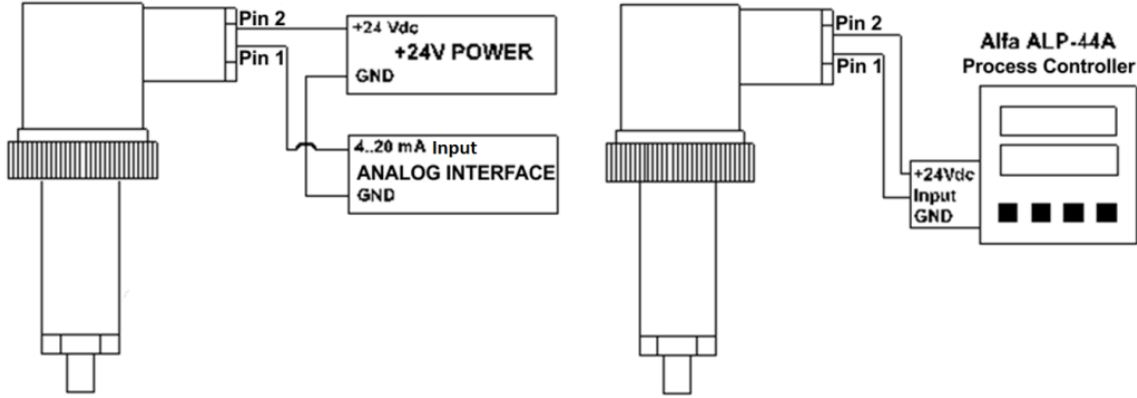 Pin 2
Pin 1
+24 Vdc
+24V POWER
GND
4..20 mA Input
ANALOG INTERFACE
GND
Pin 2
Pin 1
Alfa ALP-44A
Process Controller
+24Vdc
Input
GND